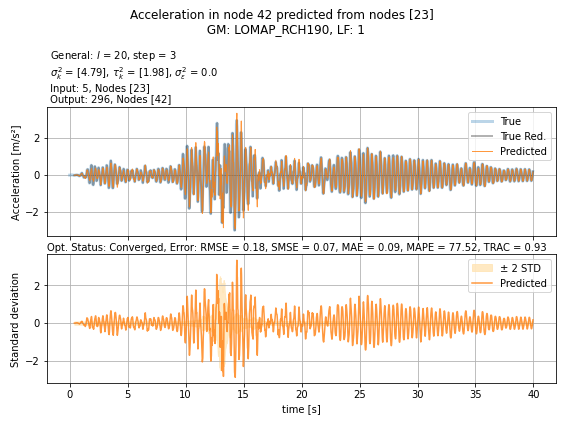 Acceleration in node 42 predicted from nodes [23]
GM: LOMAP_RCH190, LF: 1
General: l = 20, step = 3
σ²ₖ = [4.79], τ²ₖ = [1.98], σ²ε = 0.0
Input: 5, Nodes [23]
Output: 296, Nodes [42]
Acceleration [m/s²]
2
0
−2
True
True Red.
Predicted
Opt. Status: Converged, Error: RMSE = 0.18, SMSE = 0.07, MAE = 0.09, MAPE = 77.52, TRAC = 0.93
Standard deviation
2
0
−2
± 2 STD
Predicted
0 5 10 15 20 25 30 35 40
time [s]